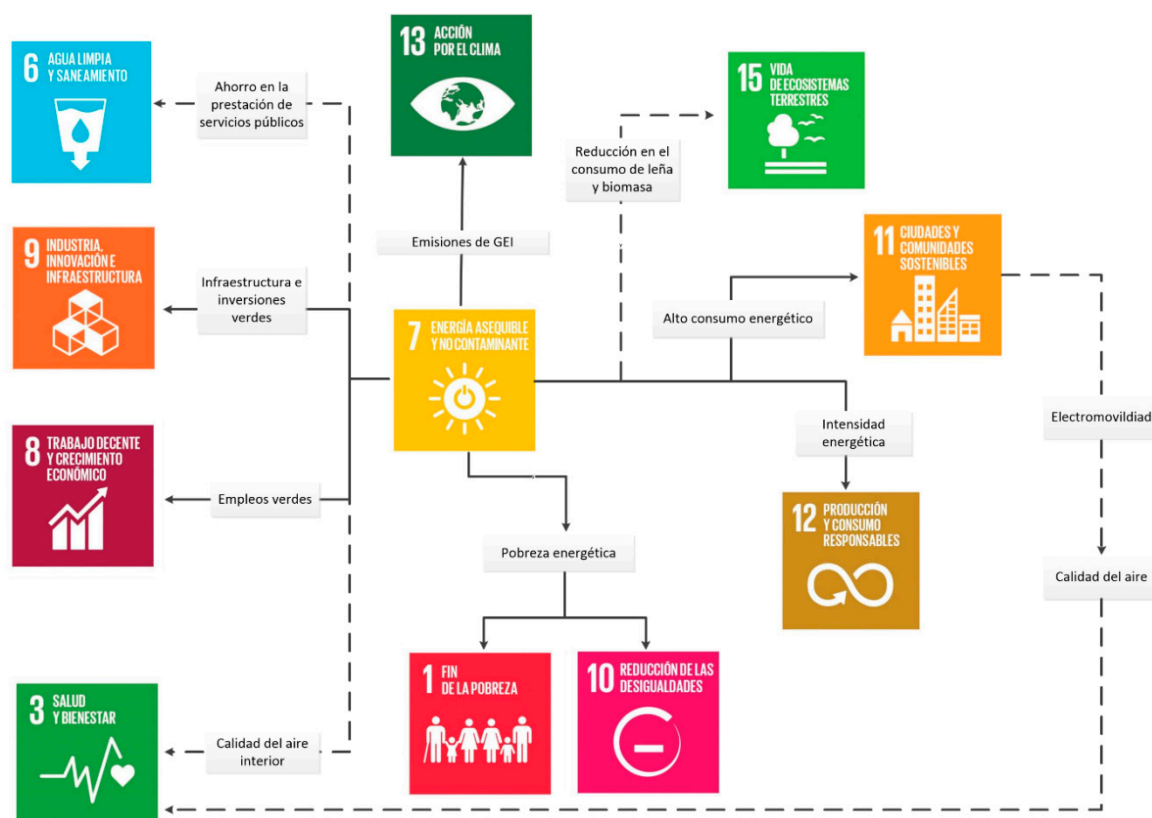 6 AGUA LIMPIA
Y SANEAMIENTO
Ahorro en la
prestación de
servicios públicos
13 ACCIÓN
POR EL CLIMA
15 VIDA
DE ECOSISTEMAS
TERRESTRES
Reducción en el
consumo de leña
y biomasa
9 INDUSTRIA,
INNOVACIÓN E
INFRAESTRUCTURA
Infraestructura e
inversiones
verdes
Emisiones de GEI
11 CIUDADES Y
COMUNIDADES
SOSTENIBLES
Alto consumo energético
7 ENERGÍA ASEQUIBLE
Y NO CONTAMINANTE
8 TRABAJO DECENTE
Y CRECIMIENTO
ECONÓMICO
Empleos verdes
Intensidad
energética
Electromovildiad
12 PRODUCCIÓN
Y CONSUMO
RESPONSABLES
Pobreza energética
Calidad del aire
3 SALUD
Y BIENESTAR
Calidad del aire
interior
1 FIN
DE LA POBREZA
10 REDUCCIÓN DE LAS
DESIGUALDADES